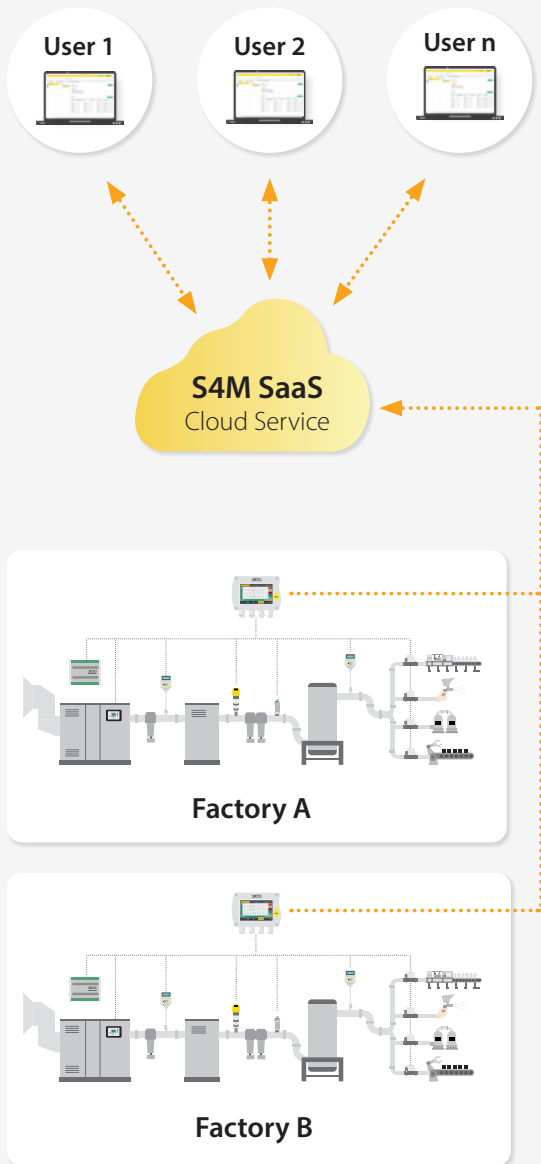 User 1
User 2
User n
S4M SaaS
Cloud Service
Factory A
Factory B